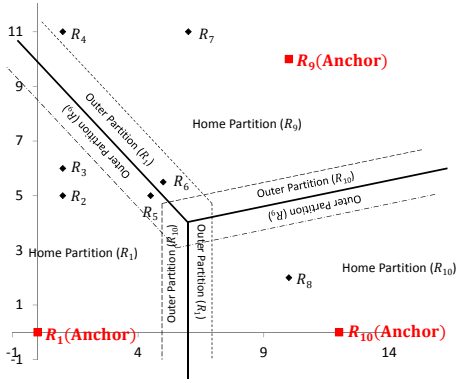 11
R₄
R₇
R₉(Anchor)
9
Outer Partition (R₁)
Outer Partition (R₉)
Home Partition (R₉)
7
R₃
R₆
Outer Partition (R₁₀)
5
R₂
R₅
Outer Partition (R₉)
3
Home Partition (R₁)
Outer Partition (R₁₀)
Outer Partition (R₁)
Home Partition (R₁₀)
R₈
1
R₁(Anchor)
R₁₀(Anchor)
-1
4
9
14
-1